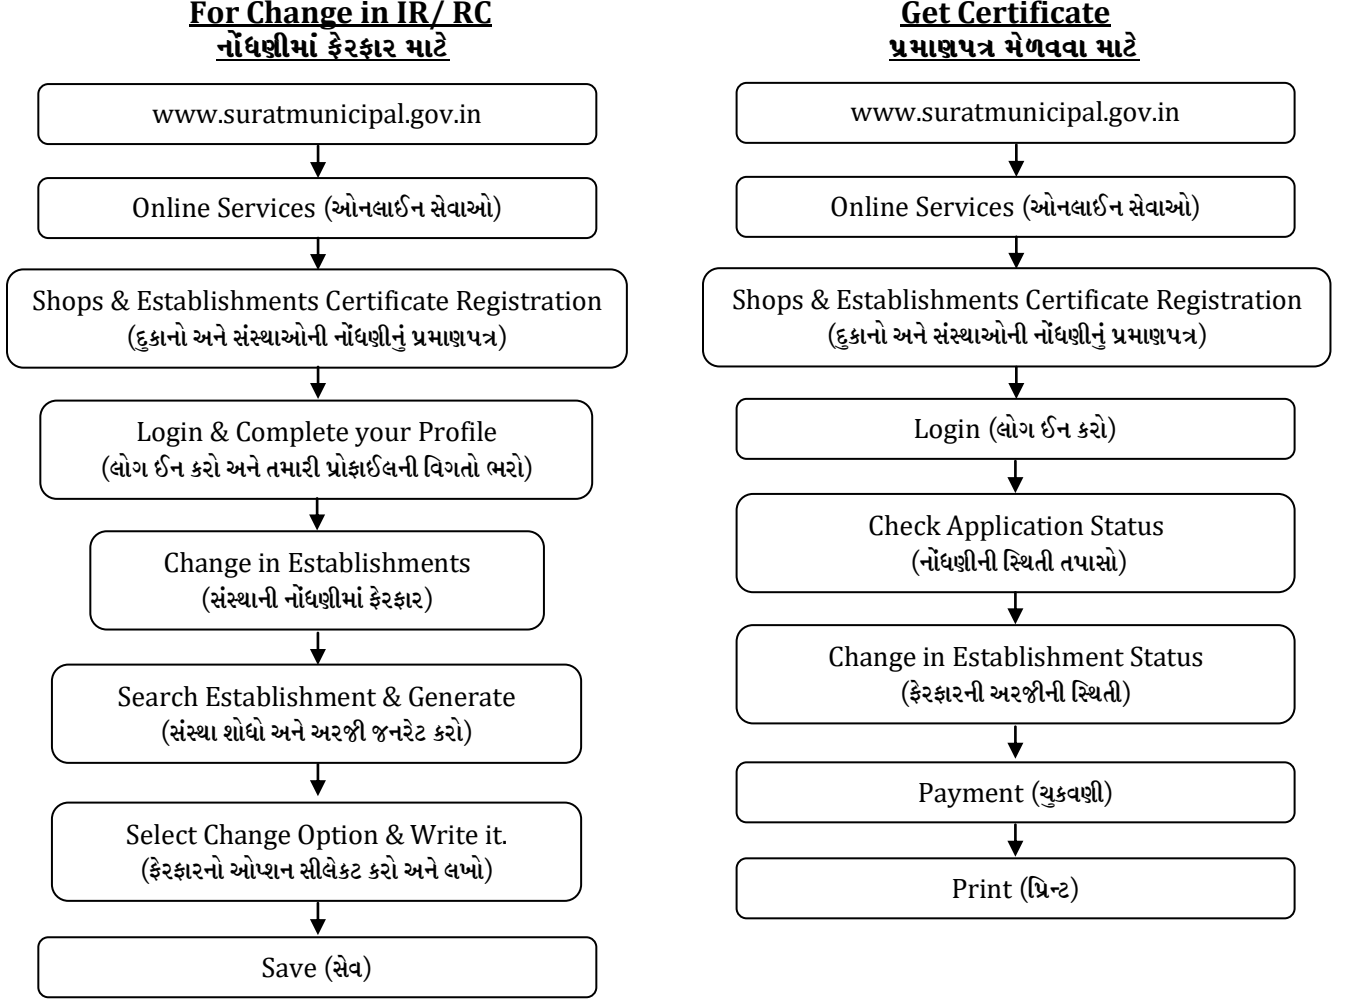 For Change in IR/ RC
નોંધણીમાં ફેરફાર માટે
www.suratmunicipal.gov.in
Online Services (ઓનલાઈન સેવાઓ)
Shops & Establishments Certificate Registration
(દુકાનો અને સંસ્થાઓની નોંધણીનું પ્રમાણપત્ર)
Login & Complete your Profile
(લોગ ઈન કરો અને તમારી પ્રોફાઈલની વિગતો ભરો)
Change in Establishments
(સંસ્થાની નોંધણીમાં ફેરફાર)
Search Establishment & Generate
(સંસ્થા શોધો અને અરજી જનરેટ કરો)
Select Change Option & Write it.
(ફેરફારનો ઓપ્શન સીલેકટ કરો અને લખો)
Save (સેવ)
Get Certificate
પ્રમાણપત્ર મેળવવા માટે
www.suratmunicipal.gov.in
Online Services (ઓનલાઈન સેવાઓ)
Shops & Establishments Certificate Registration
(દુકાનો અને સંસ્થાઓની નોંધણીનું પ્રમાણપત્ર)
Login (લોગ ઈન કરો)
Check Application Status
(નોંધણીની સ્થિતી તપાસો)
Change in Establishment Status
(ફેરફારની અરજીની સ્થિતી)
Payment (ચુકવણી)
Print (પ્રિન્ટ)